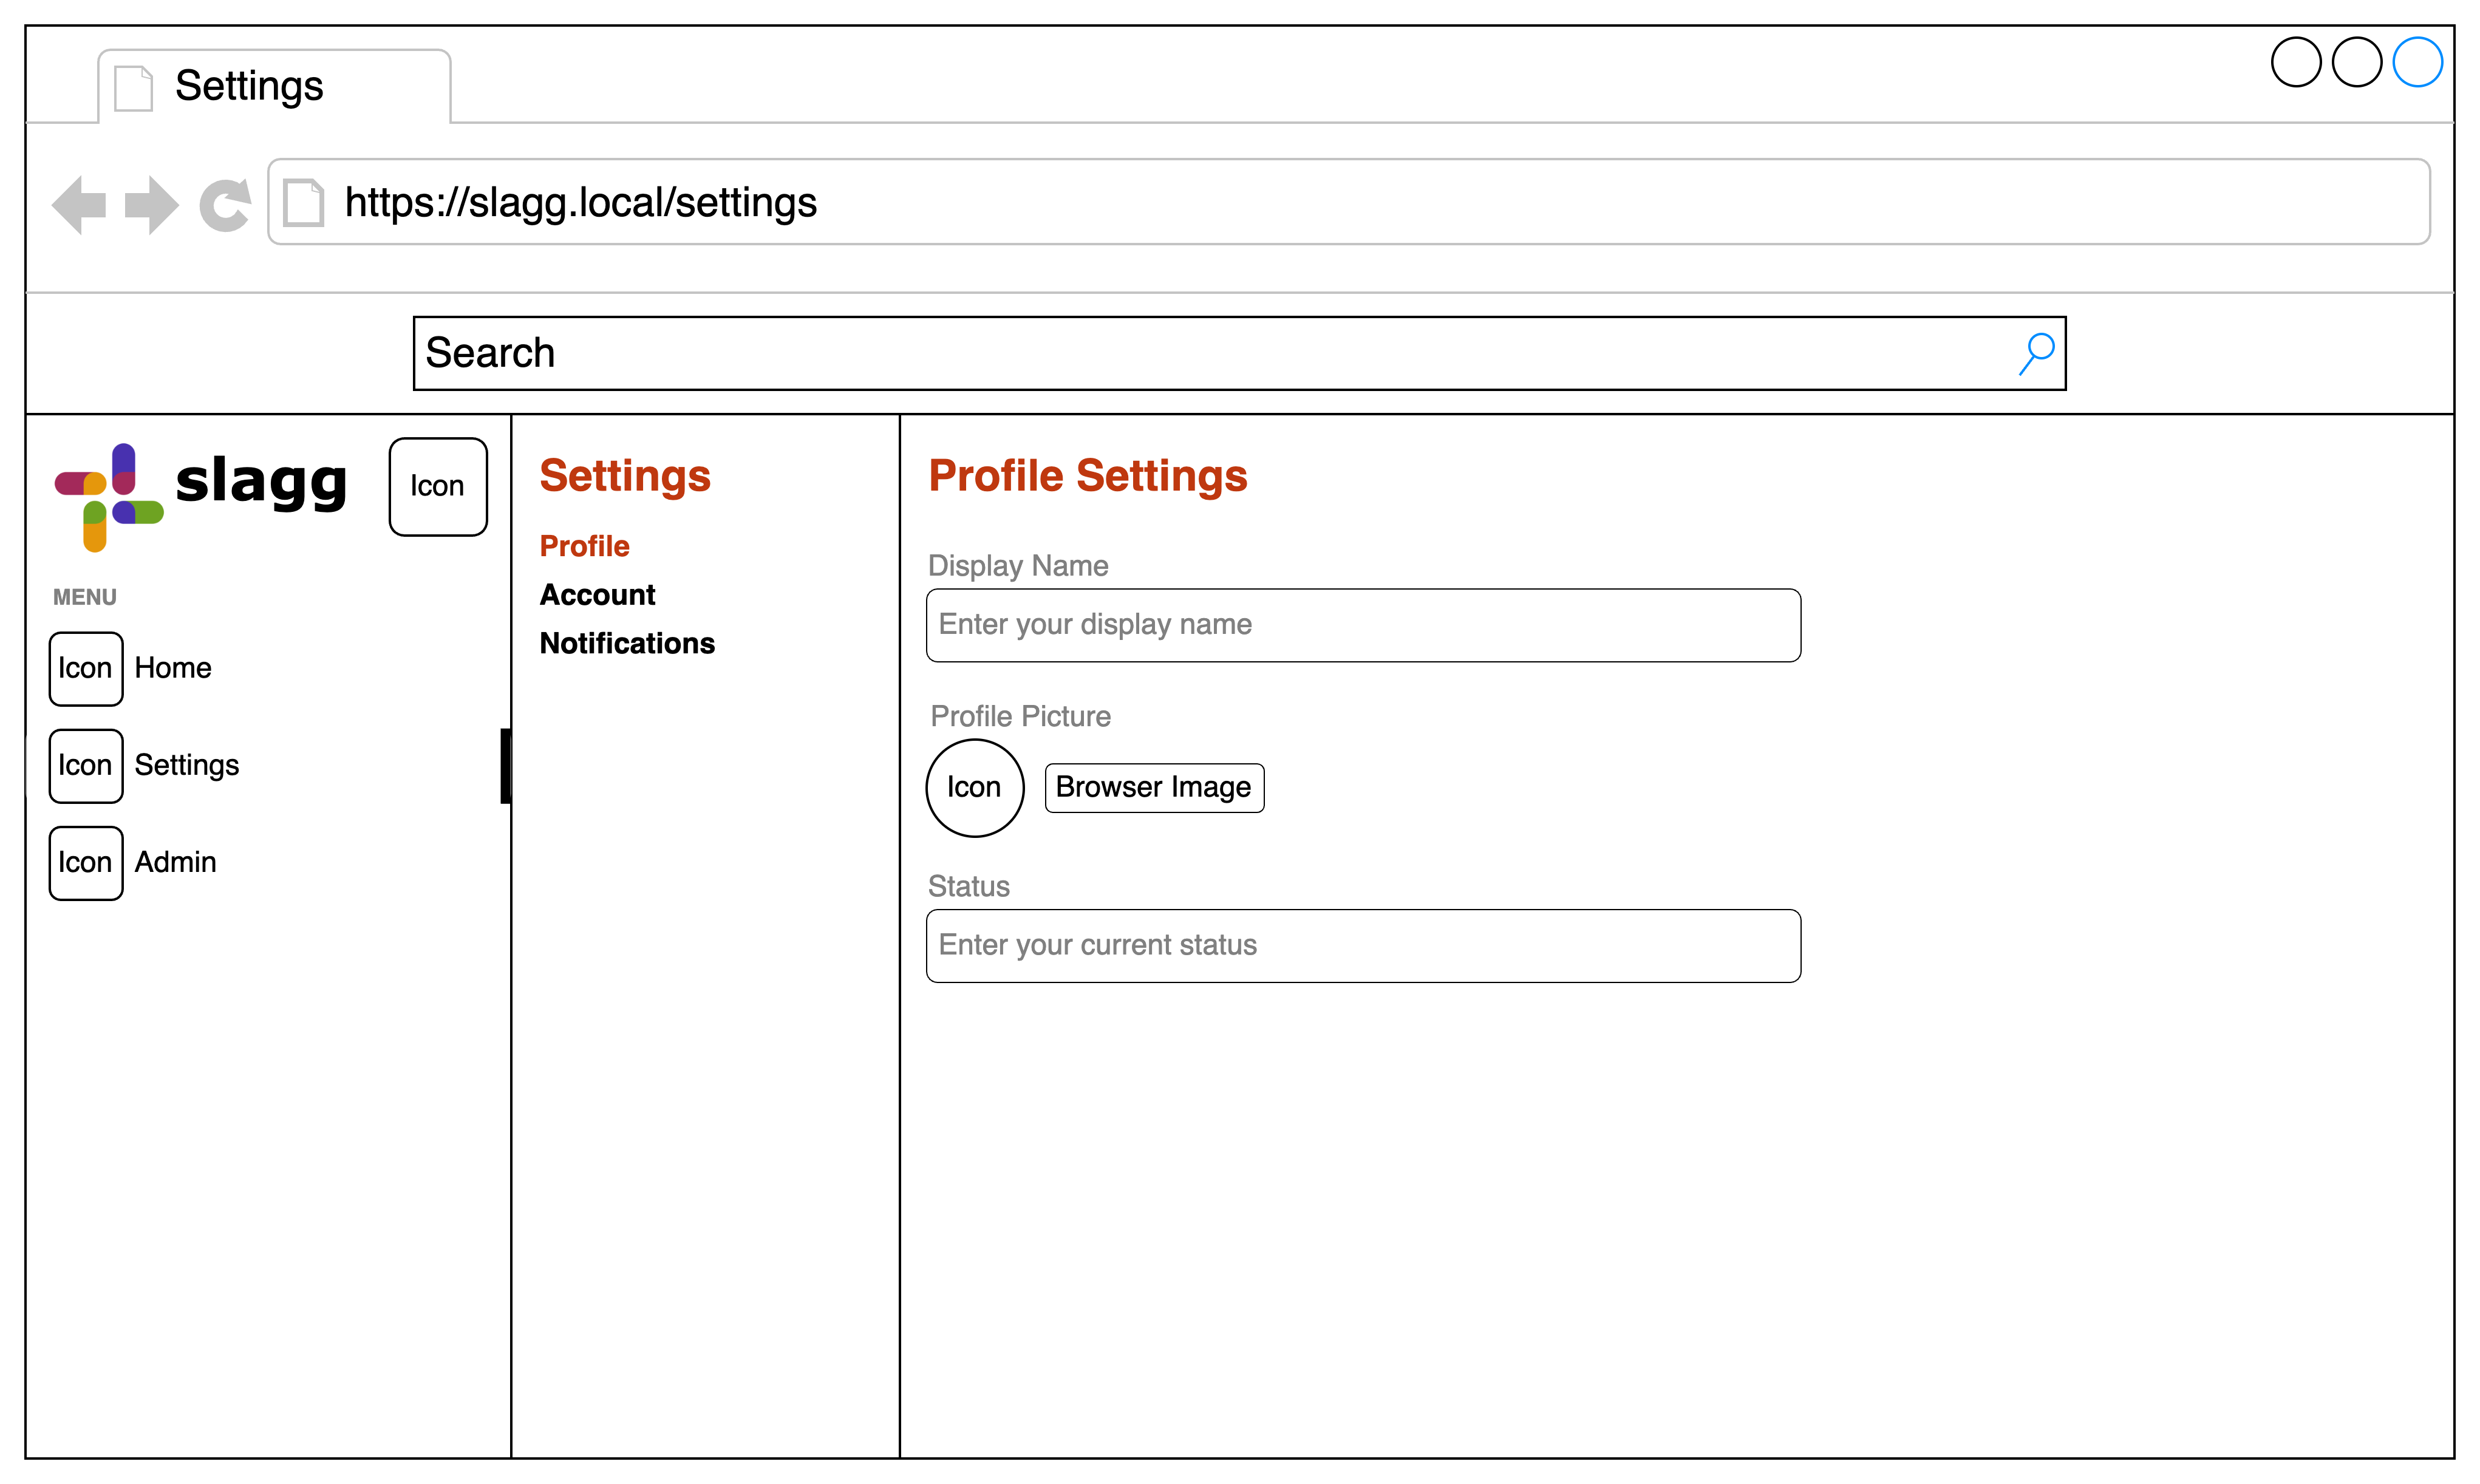 Settings
https://slagg.local/settings
Search
slagg
Icon
MENU
Icon Home
Icon Settings
Icon Admin
Settings
Profile
Account
Notifications
Profile Settings
Display Name
Enter your display name
Profile Picture
Icon Browser Image
Status
Enter your current status